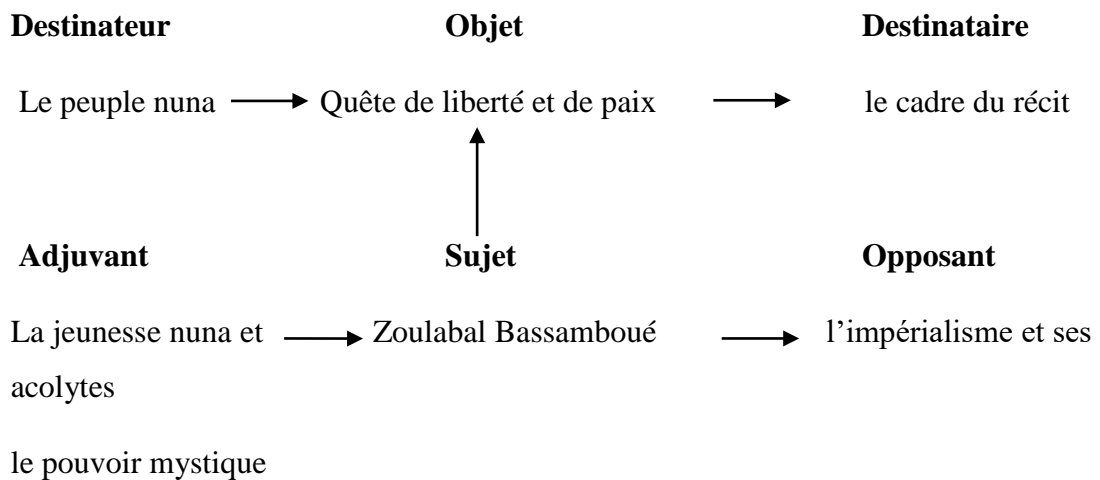 Destinateur Objet Destinataire
Le peuple nuna Quête de liberté et de paix le cadre du récit
Adjuvant Sujet Opposant
La jeunesse nuna et Zoulabal Bassamboué l’impérialisme et ses
acolytes
le pouvoir mystique